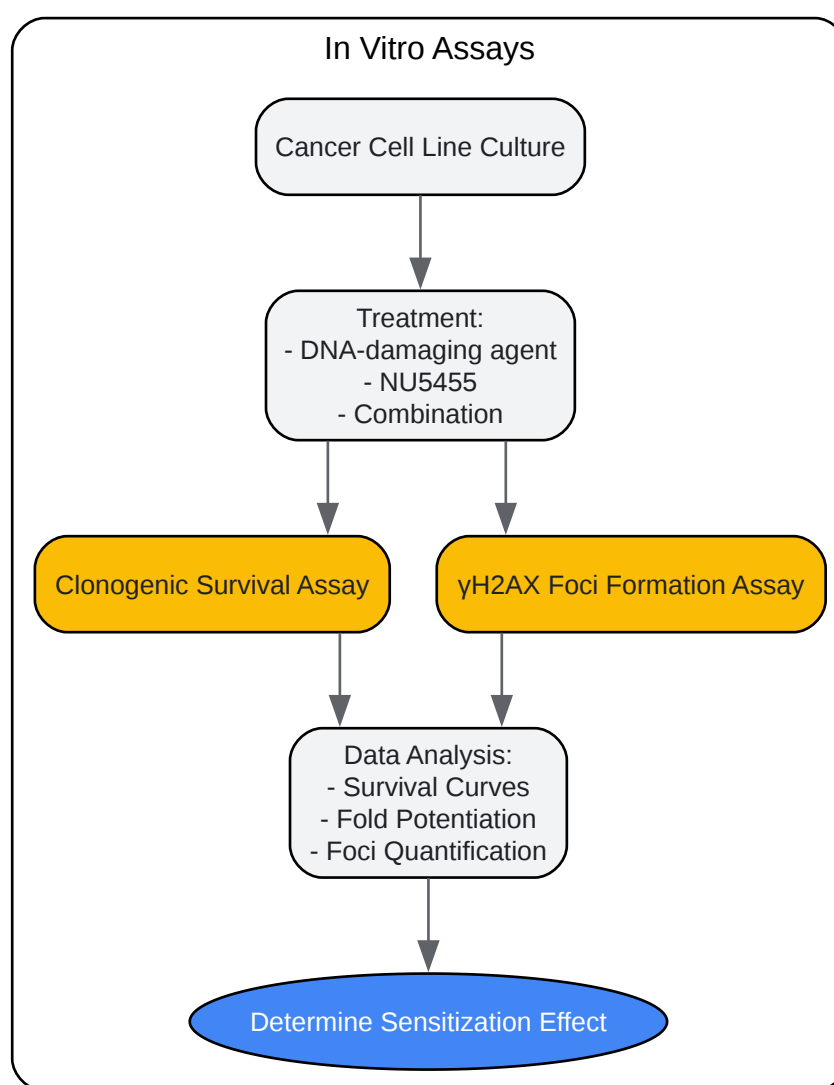 In Vitro Assays
Cancer Cell Line Culture
Treatment:
- DNA-damaging agent
- NU5455
- Combination
Clonogenic Survival Assay
γH2AX Foci Formation Assay
Data Analysis:
- Survival Curves
- Fold Potentiation
- Foci Quantification
Determine Sensitization Effect